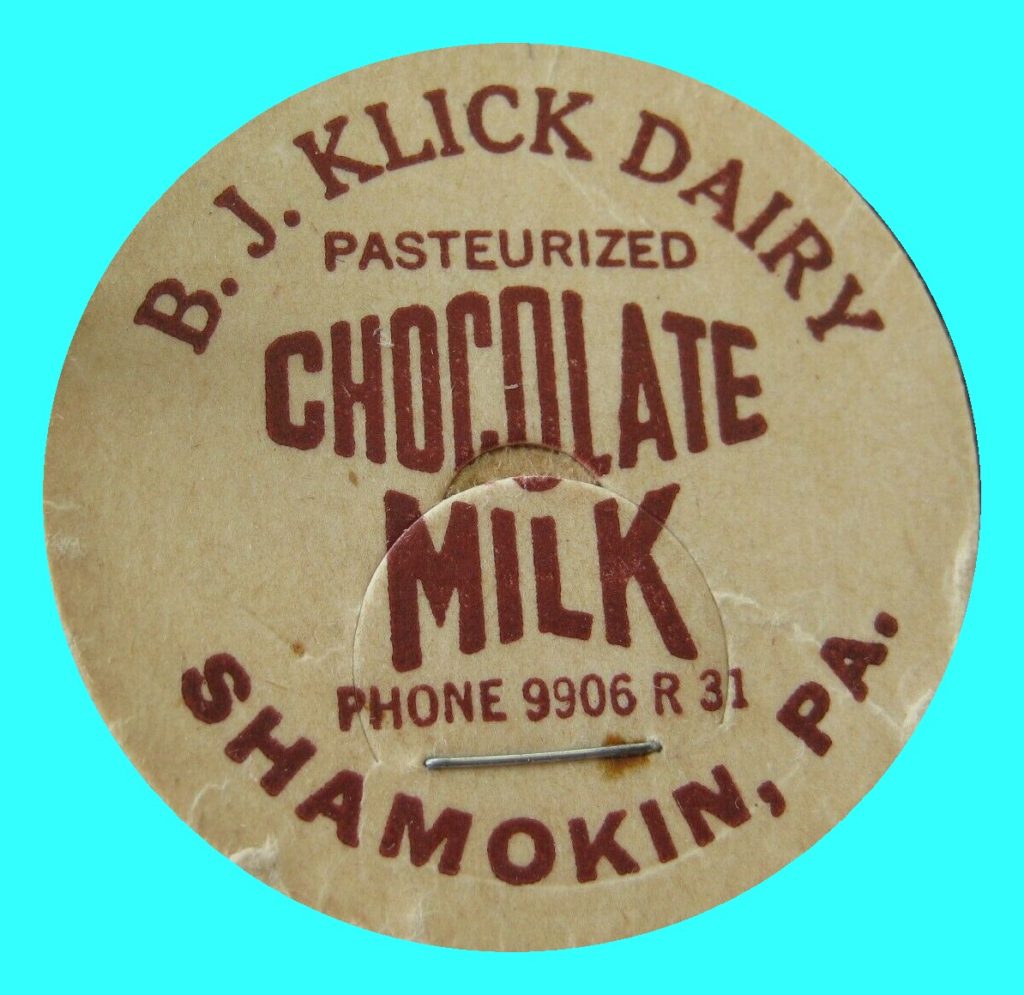 B. J. KLICK DAIRY
PASTEURIZED
CHOCOLATE
MILK
PHONE 9906 R 31
SHAMOKIN, PA.